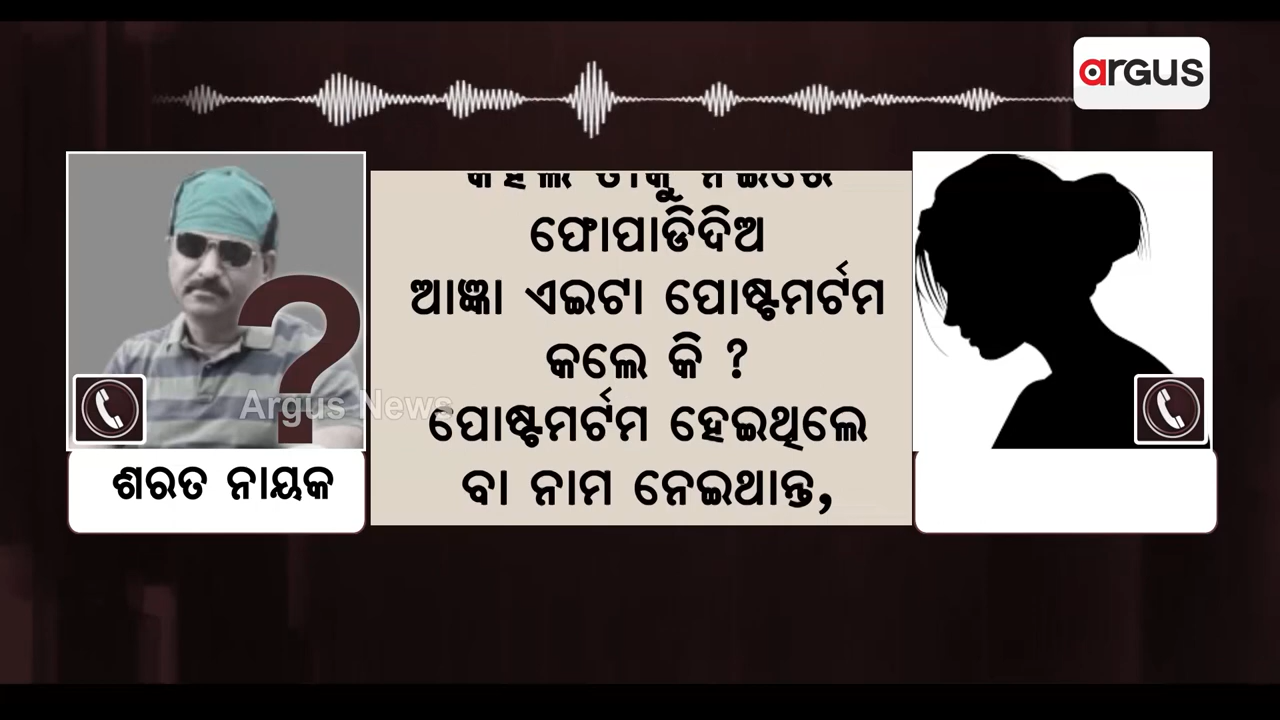 argus
ଫୋପାଡିଦିଅ
ଆଜ୍ଞା ଏଇଟା ପୋଷ୍ଟମର୍ଟମ
କଲେ କି ?
ପୋଷ୍ଟମର୍ଟମ ହେଇଥିଲେ
ବା ନାମ ନେଇଥାନ୍ତ,
Argus News
ଶରତ ନାୟକ